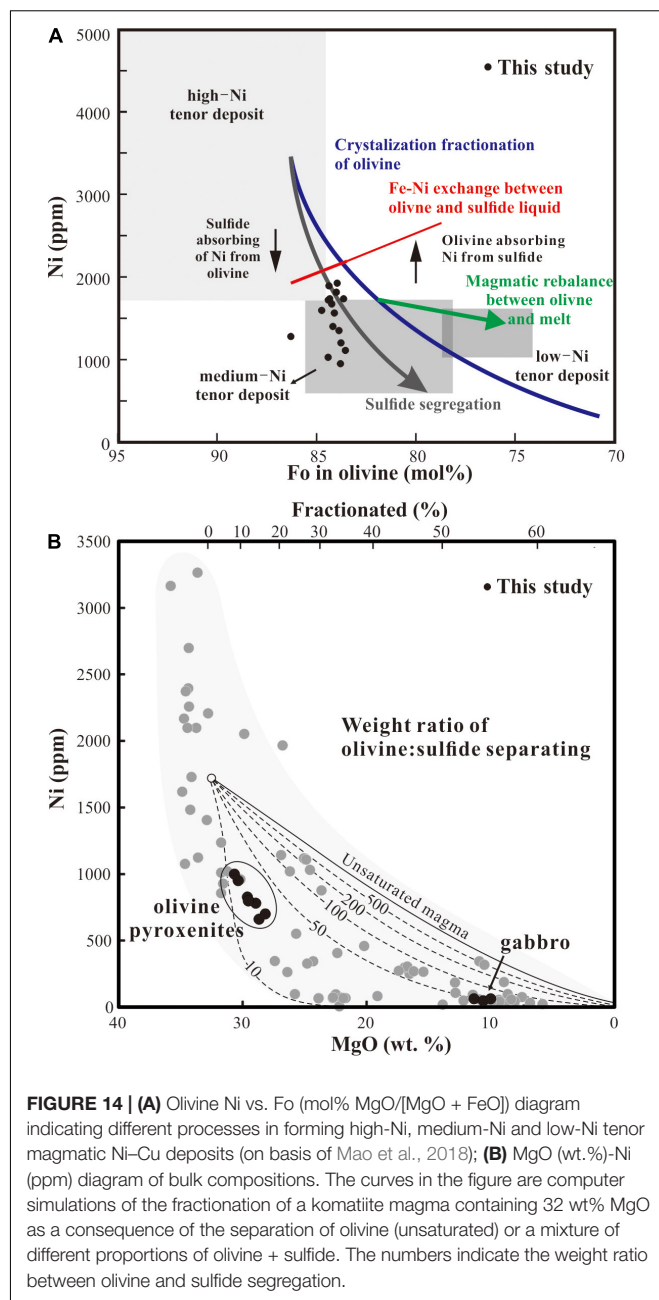 A
5000
4000
3000
2000
1000
0
Ni (ppm)
• This study
high−Ni
tenor deposit
Crystalization fractionation
of olivine
Fe-Ni exchange between
olivne and sulfide liquid
Sulfide
absorbing
of Ni from
olivine
Olivine absorbing
Ni from sulfide
Magmatic rebalance
between olivne
and melt
medium−Ni
tenor deposit
low−Ni
tenor deposit
Sulfide segregation
95
90
85
80
75
70
Fo in olivine (mol%)
Fractionated (%)
0
10
20
30
40
50
60
B
3500
3000
2500
2000
1500
1000
500
0
Ni (ppm)
• This study
Weight ratio of
olivine:sulfide separating
Unsaturated magma
500
200
100
50
10
olivine
pyroxenites
gabbro
40
30
20
10
0
MgO (wt. %)
FIGURE 14 | (A) Olivine Ni vs. Fo (mol% MgO/[MgO + FeO]) diagram
indicating different processes in forming high-Ni, medium-Ni and low-Ni tenor
magmatic Ni–Cu deposits (on basis of Mao et al., 2018); (B) MgO (wt.%)-Ni
(ppm) diagram of bulk compositions. The curves in the figure are computer
simulations of the fractionation of a komatiite magma containing 32 wt% MgO
as a consequence of the separation of olivine (unsaturated) or a mixture of
different proportions of olivine + sulfide. The numbers indicate the weight ratio
between olivine and sulfide segregation.